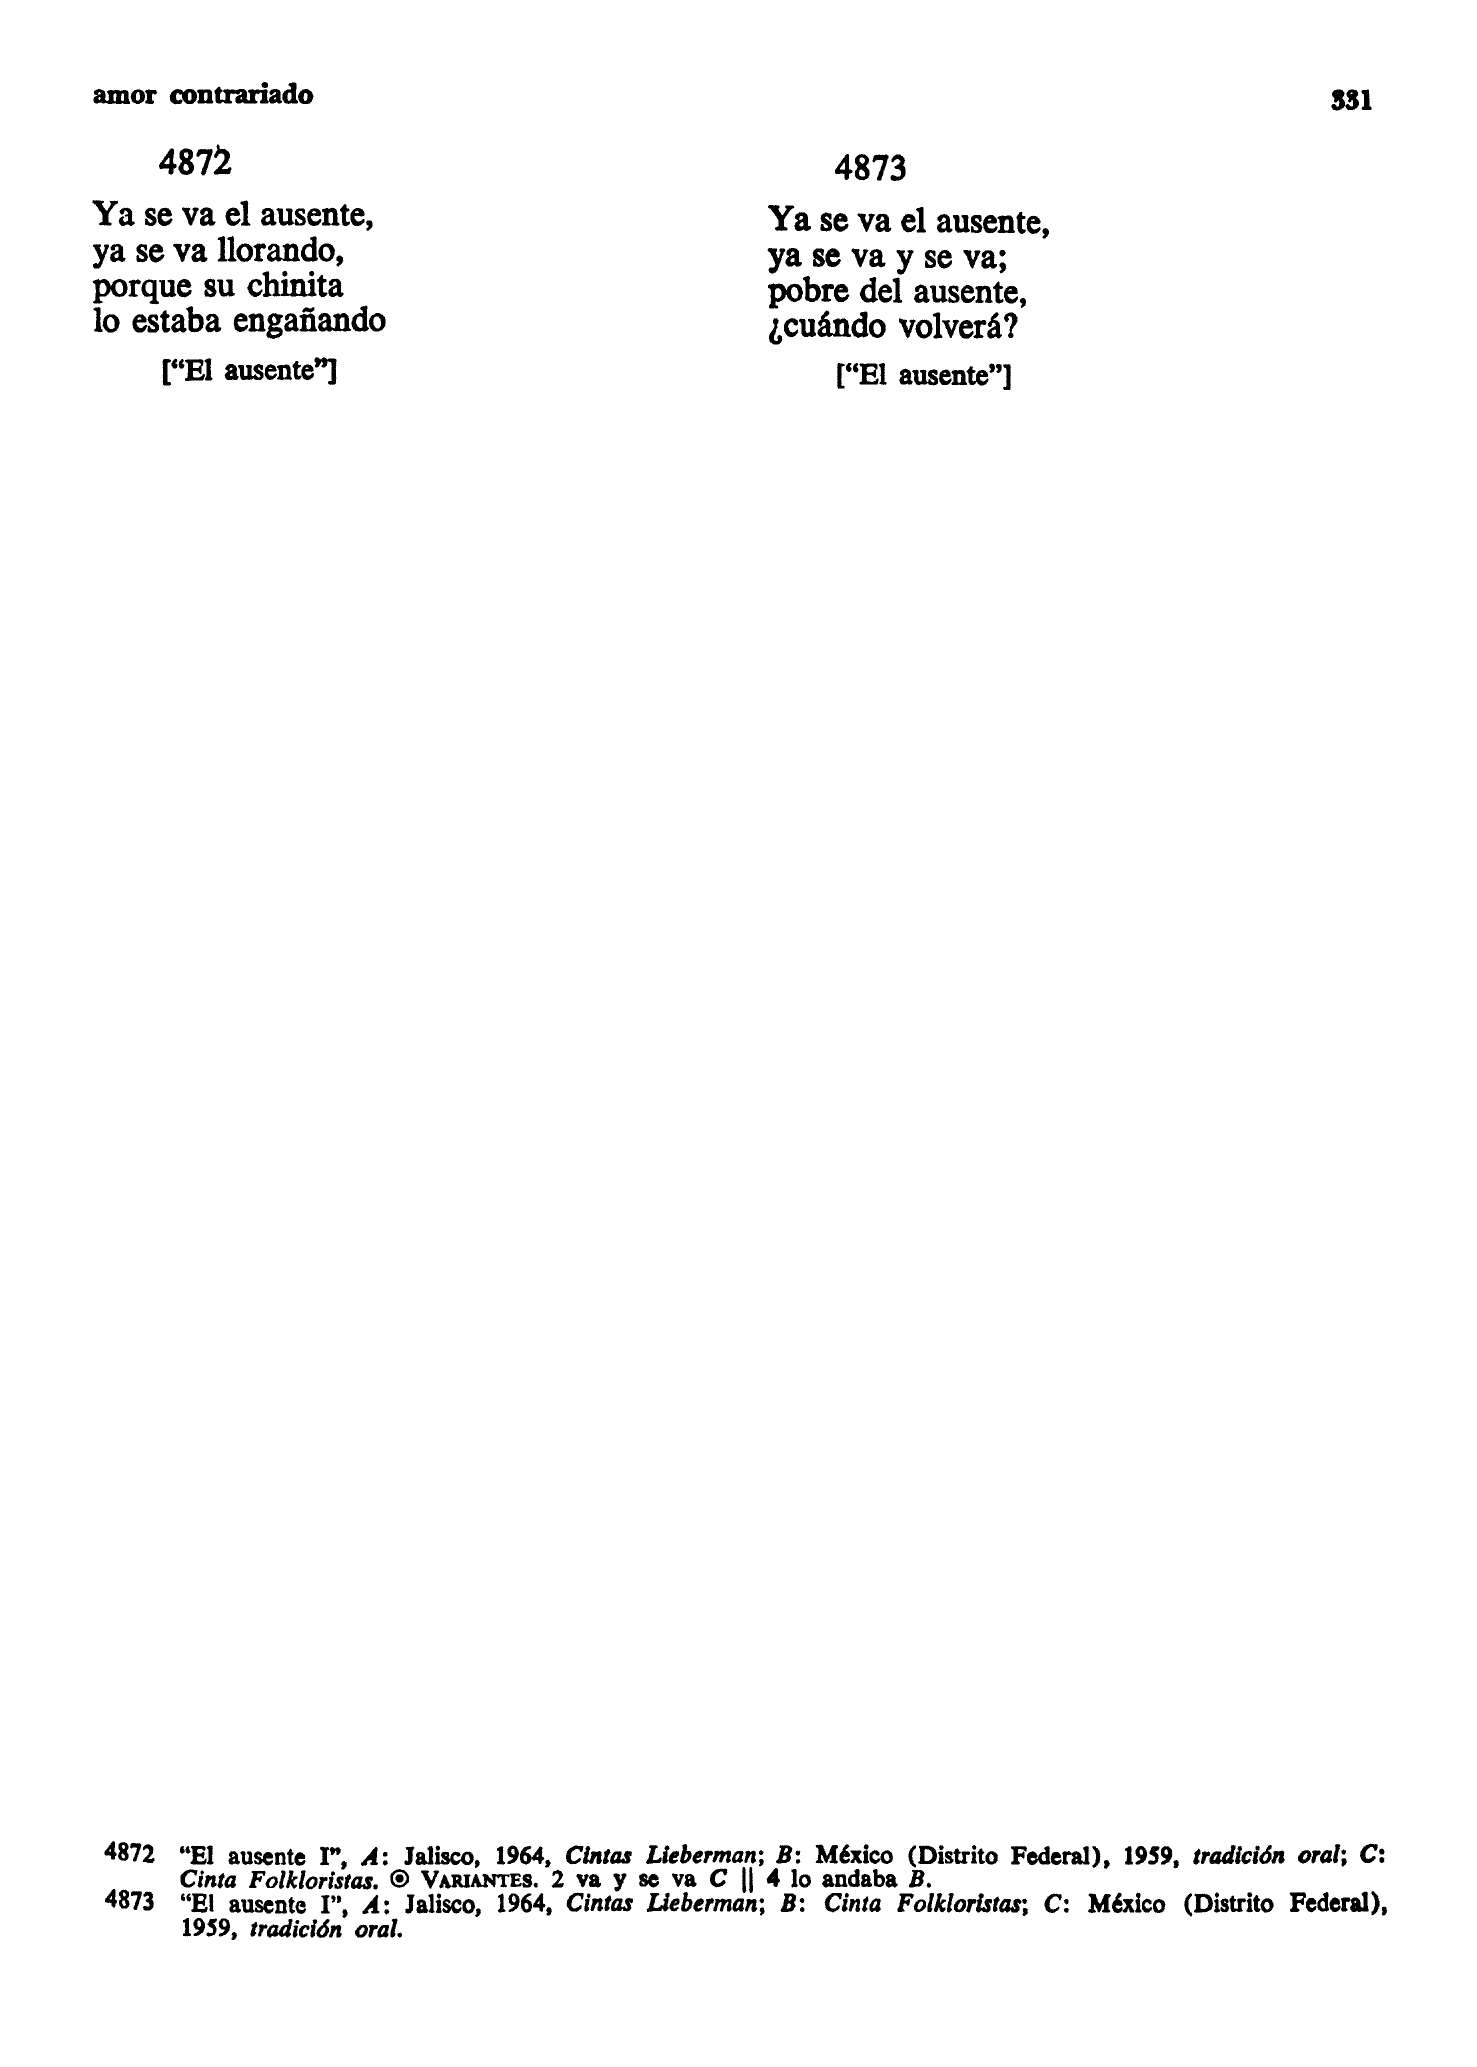 amor contrariado
331
4872
Ya se va el ausente,
ya se va llorando,
porque su chinita
lo estaba engañando
[“El ausente”]
4873
Ya se va el ausente,
ya se va y se va;
pobre del ausente,
¿cuándo volverá?
[“El ausente”]
4872 “El ausente I”, A: Jalisco, 1964, Cintas Lieberman; B: México (Distrito Federal), 1959, tradición oral; C:
Cinta Folkloristas. ⊙ VARIANTES. 2 va y se va C || 4 lo andaba B.
4873 “El ausente I”, A: Jalisco, 1964, Cintas Lieberman; B: Cinta Folkloristas; C: México (Distrito Federal),
1959, tradición oral.